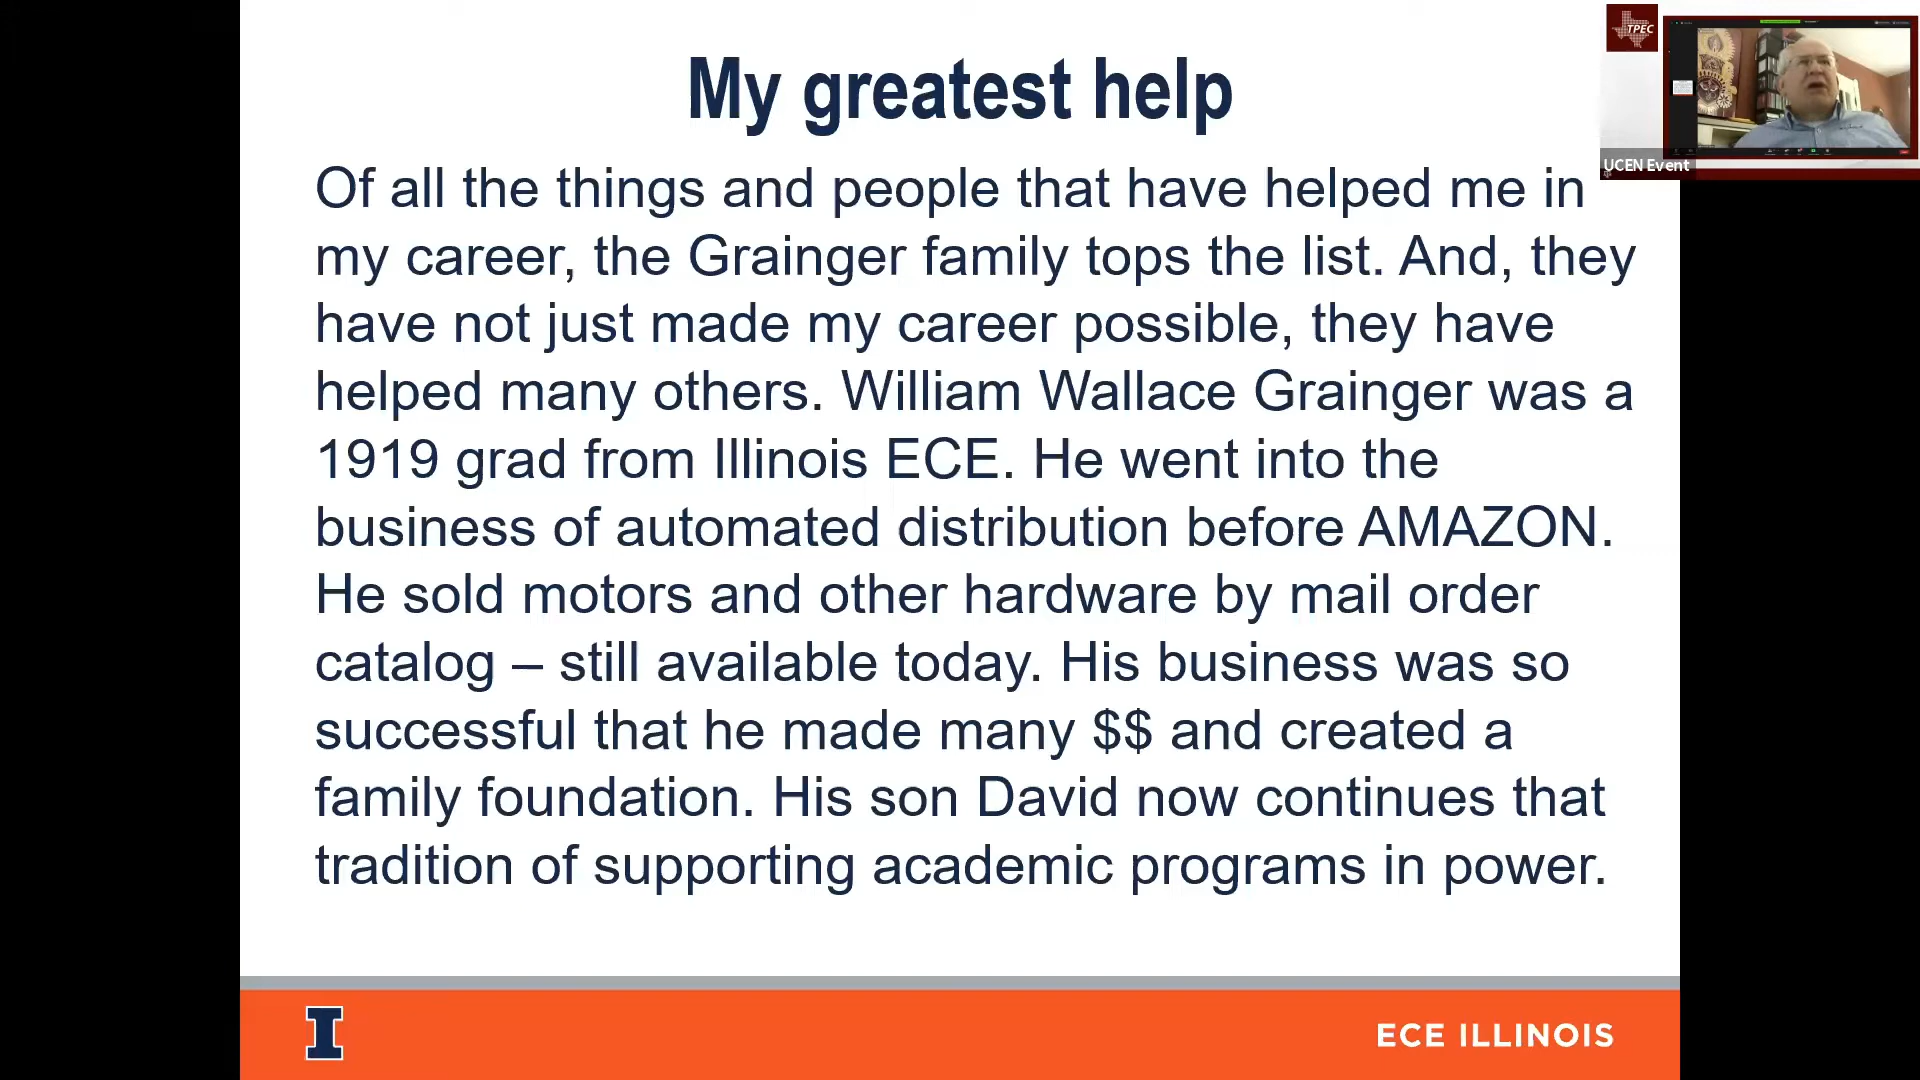 My greatest help
Of all the things and people that have helped me in
my career, the Grainger family tops the list. And, they
have not just made my career possible, they have
helped many others. William Wallace Grainger was a
1919 grad from Illinois ECE. He went into the
business of automated distribution before AMAZON.
He sold motors and other hardware by mail order
catalog – still available today. His business was so
successful that he made many $$ and created a
family foundation. His son David now continues that
tradition of supporting academic programs in power.
I
ECE ILLINOIS
TPEC
UCEN Event